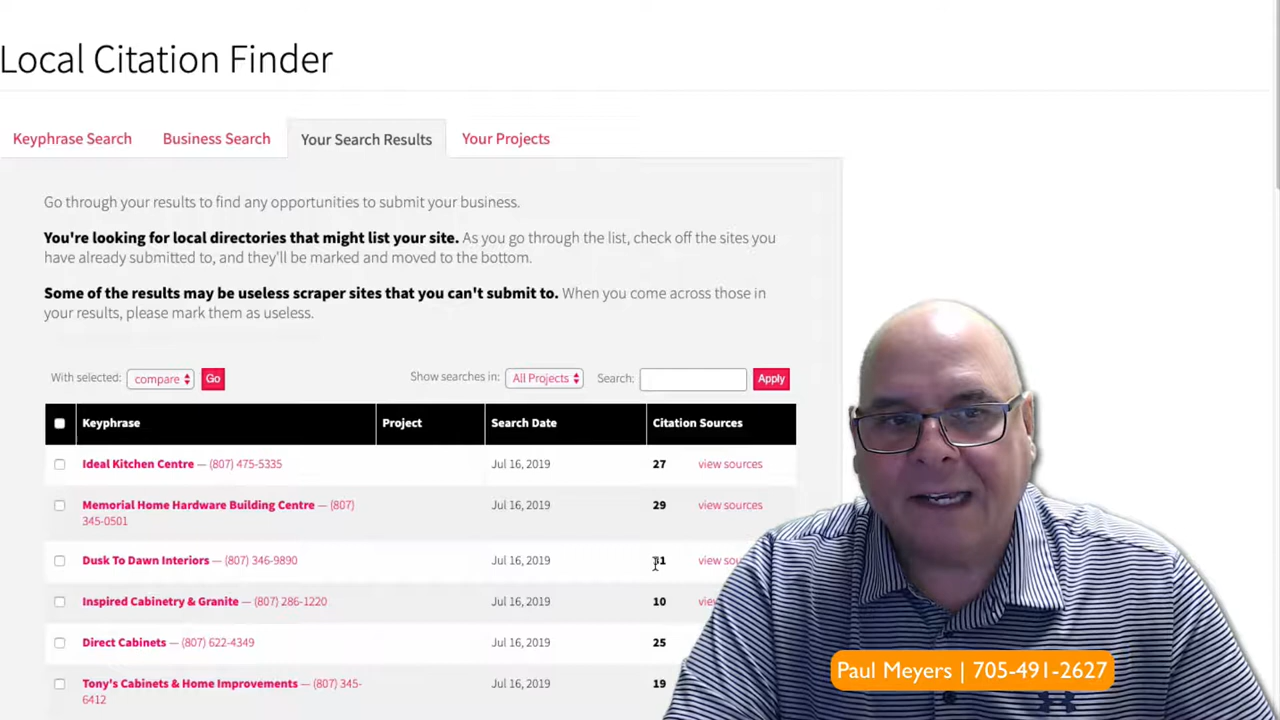 Local Citation Finder
Keyphrase Search Business Search Your Search Results Your Projects
Go through your results to find any opportunities to submit your business.
You're looking for local directories that might list your site. As you go through the list, check off the sites you
have already submitted to, and they'll be marked and moved to the bottom.
Some of the results may be useless scraper sites that you can't submit to. When you come across those in
your results, please mark them as useless.
With selected: compare Go Show searches in: All Projects Search: Apply
Keyphrase Project Search Date Citation Sources
Ideal Kitchen Centre — (807) 475-5335 Jul 16, 2019 27 view sources
Memorial Home Hardware Building Centre — (807)
345-0501 Jul 16, 2019 29 view sources
Dusk To Dawn Interiors — (807) 346-9890 Jul 16, 2019 view
Inspired Cabinetry & Granite — (807) 286-1220 Jul 16, 2019 10
Direct Cabinets — (807) 622-4349 Jul 16, 2019 25
Tony's Cabinets & Home Improvements — (807) 345-
6412 Jul 16, 2019 19
Paul Meyers | 705-491-2627